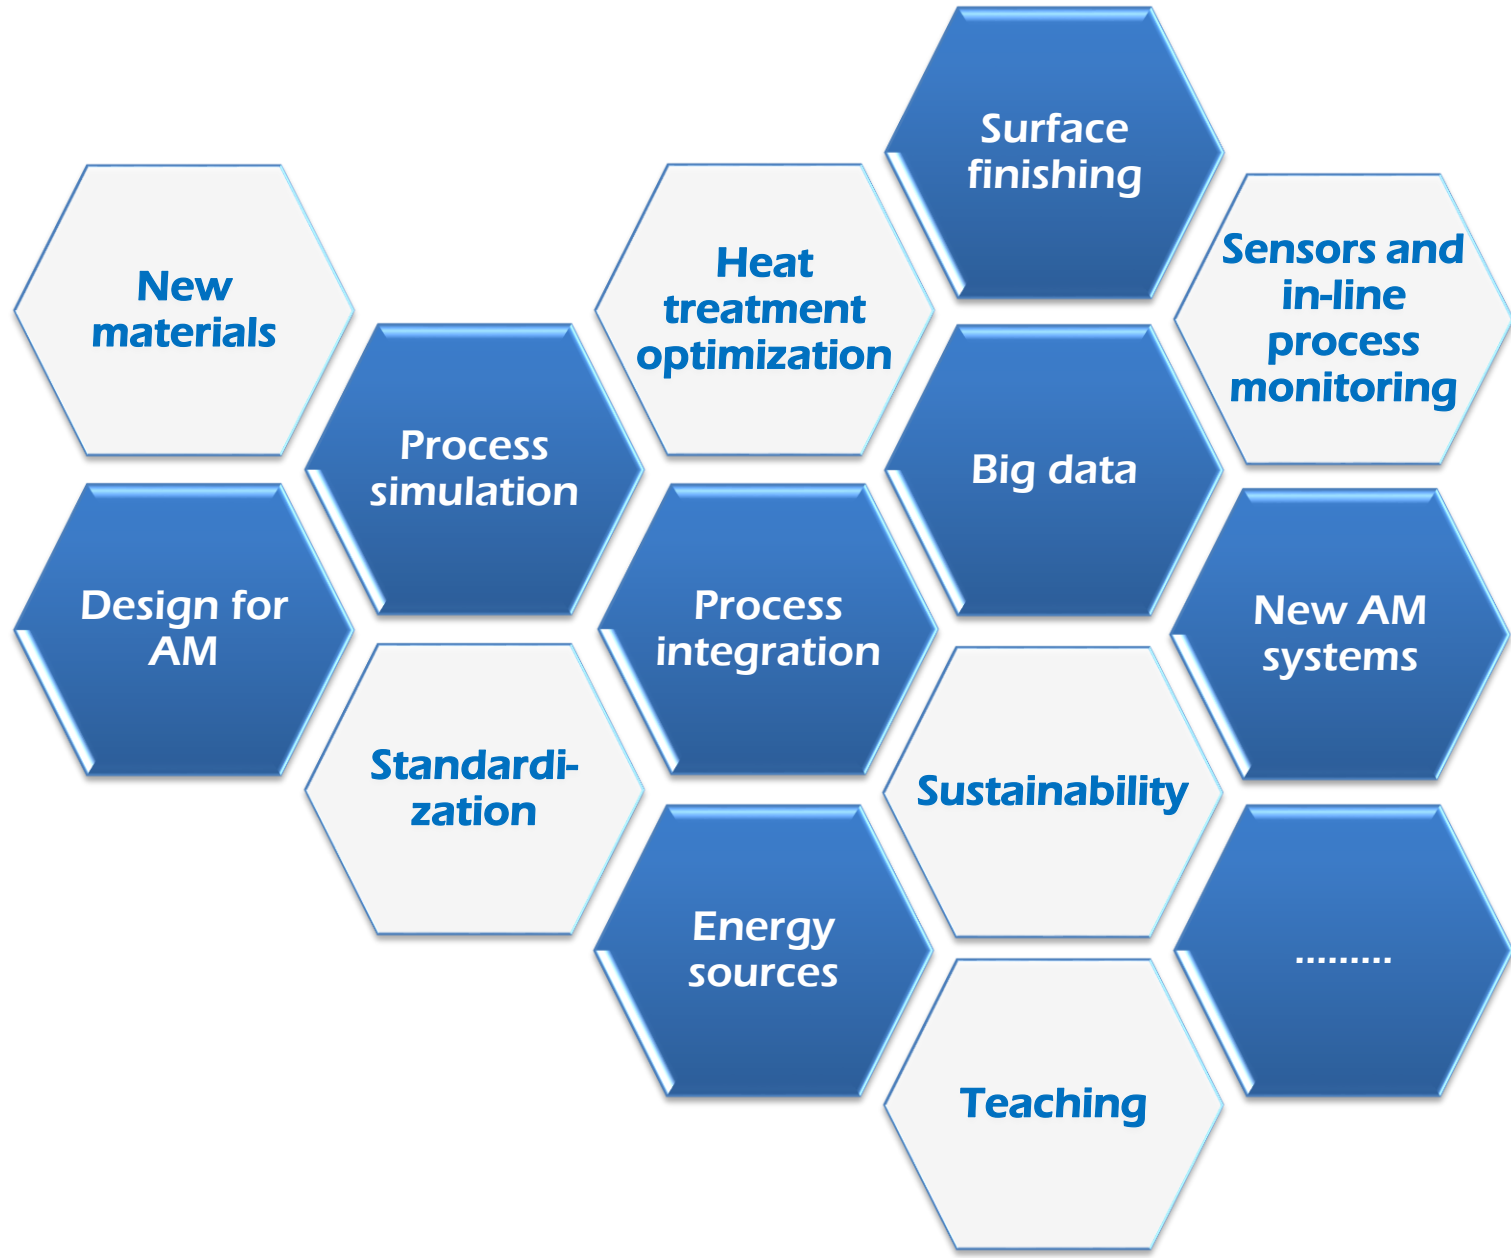 Surface
finishing
New
materials
Heat
treatment
optimization
Sensors and
in-line
process
monitoring
Process
simulation
Big data
Design for
AM
Process
integration
New AM
systems
Standardi-
zation
Sustainability
Energy
sources
.........
Teaching